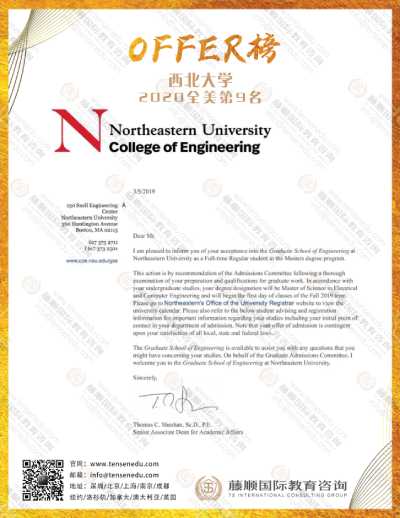 OFFER榜
西北大学
2020全美第9名
N Northeastern University
College of Engineering
3/5/2019
130 Snell Engineering
Center
Northeastern University
360 Huntington Avenue
Boston, MA 02115
617 373 2711
f 617 373 2501
www.coe.neu.edu/gse
Dear Mr.
I am pleased to inform you of your acceptance into the Graduate School of Engineering at
Northeastern University as a Full-time Regular student at the Masters degree program.
This action is by recommendation of the Admissions Committee following a thorough
examination of your preparation and qualifications for graduate work. In accordance with
your undergraduate studies, your degree designation will be Master of Science in Electrical
and Computer Engineering and will begin the first day of classes of the Fall 2019 term.
Please go to Northeastern's Office of the University Registrar website to view the
university calendar. Please also refer to the below student advising and registration
information for important information regarding your studies including your initial point of
contact in your department of admission. Note that our offer of admission is contingent
upon your satisfaction of all local, state and federal laws.
The Graduate School of Engineering is available to assist you with any questions that you
might have concerning your studies. On behalf of the Graduate Admissions Committee, I
welcome you to the Graduate School of Engineering at Northeastern University.
Sincerely,
Thomas C. Sheahan, Sc.D., P.E.
Senior Associate Dean for Academic Affairs
官网：www.tensenedu.com
邮箱：info@tensenedu.com
地址：深圳/北京/上海/南京/成都
纽约/洛杉矶/加拿大/澳大利亚/英国
藤顺国际教育咨询
TS INTERNATIONAL CONSULTING GROUP